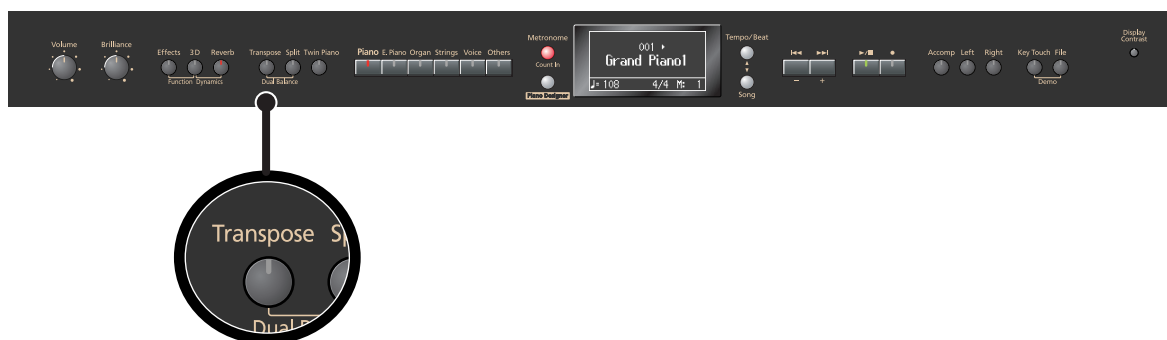 Volume
Brilliance
Effects 3D Reverb
Function Dynamics
Transpose Split Twin Piano
Dual Balance
Piano E. Piano Organ Strings Voice Others
Metronome
Count In
Piano Designer
001
Grand Piano1
♩= 108 4/4 M: 1
Tempo/Beat
Song
- +
Accomp Left Right
Key Touch File
Demo
Display
Contrast
Transpose Sp
Dual B